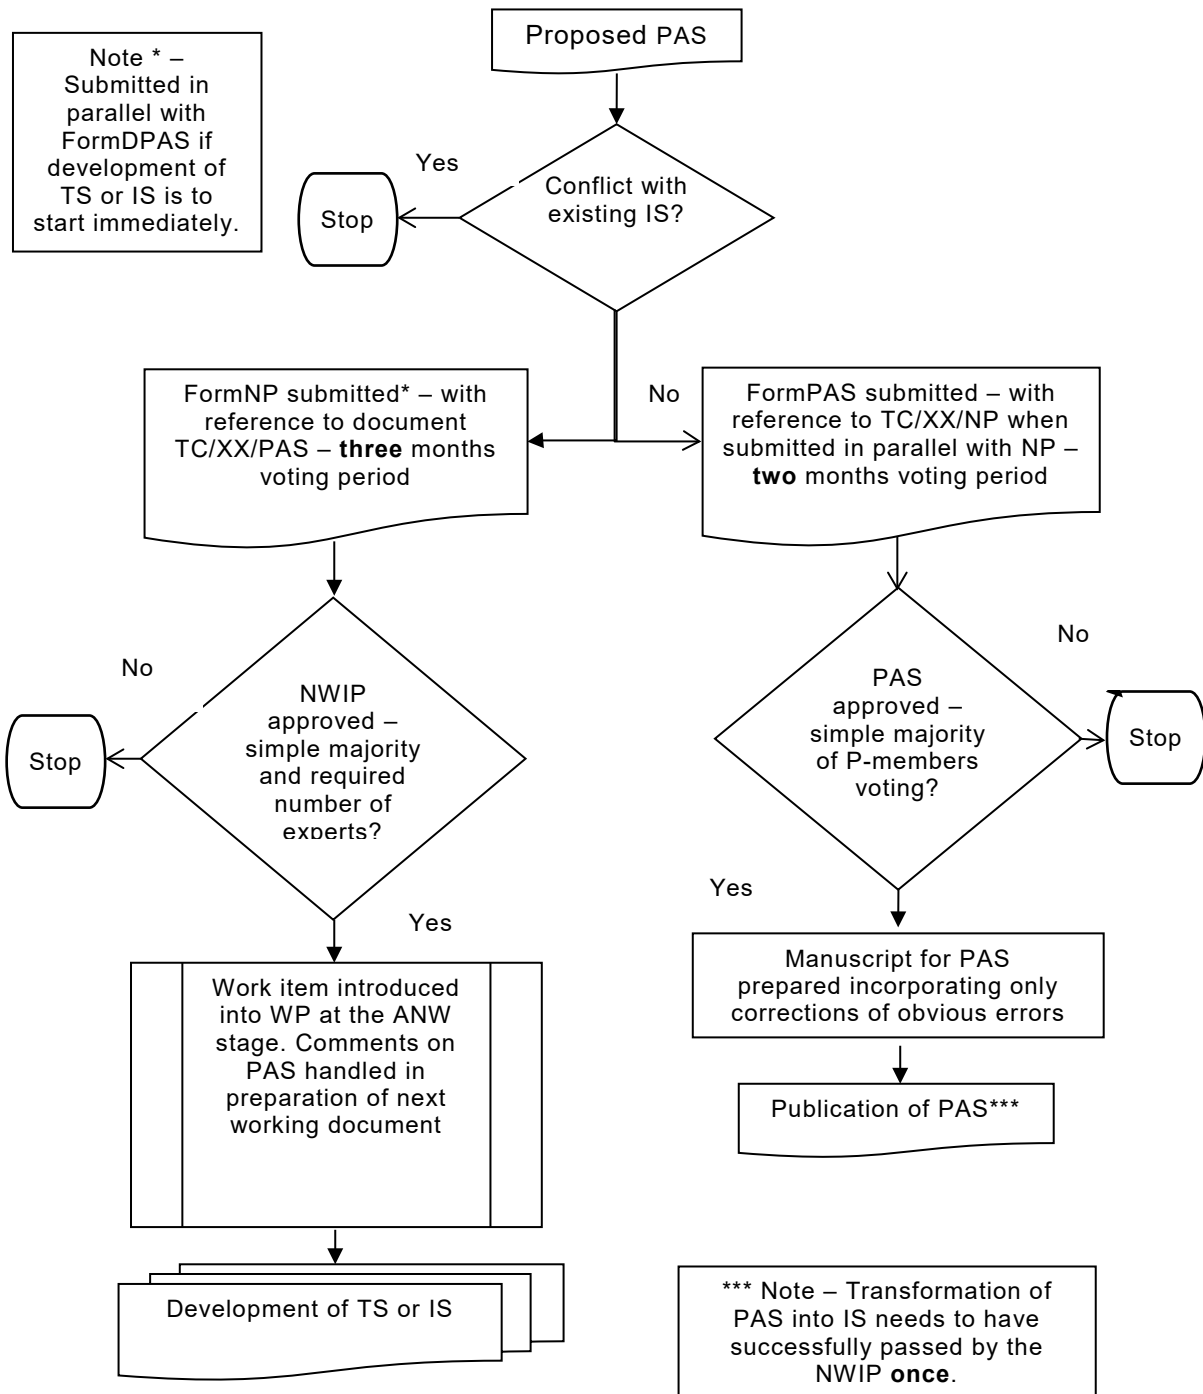 Proposed PAS
Note * –
Submitted in
parallel with
FormDPAS if
development of
TS or IS is to
start immediately.
Yes
Conflict with
existing IS?
Stop
FormNP submitted* – with
reference to document
TC/XX/PAS – three months
voting period
No
FormPAS submitted – with
reference to TC/XX/NP when
submitted in parallel with NP –
two months voting period
No
NWIP
approved –
simple majority
and required
number of
experts?
Stop
No
PAS
approved –
simple majority
of P-members
voting?
Stop
Yes
Yes
Work item introduced
into WP at the ANW
stage. Comments on
PAS handled in
preparation of next
working document
Manuscript for PAS
prepared incorporating only
corrections of obvious errors
Publication of PAS***
Development of TS or IS
*** Note – Transformation of
PAS into IS needs to have
successfully passed by the
NWIP once.